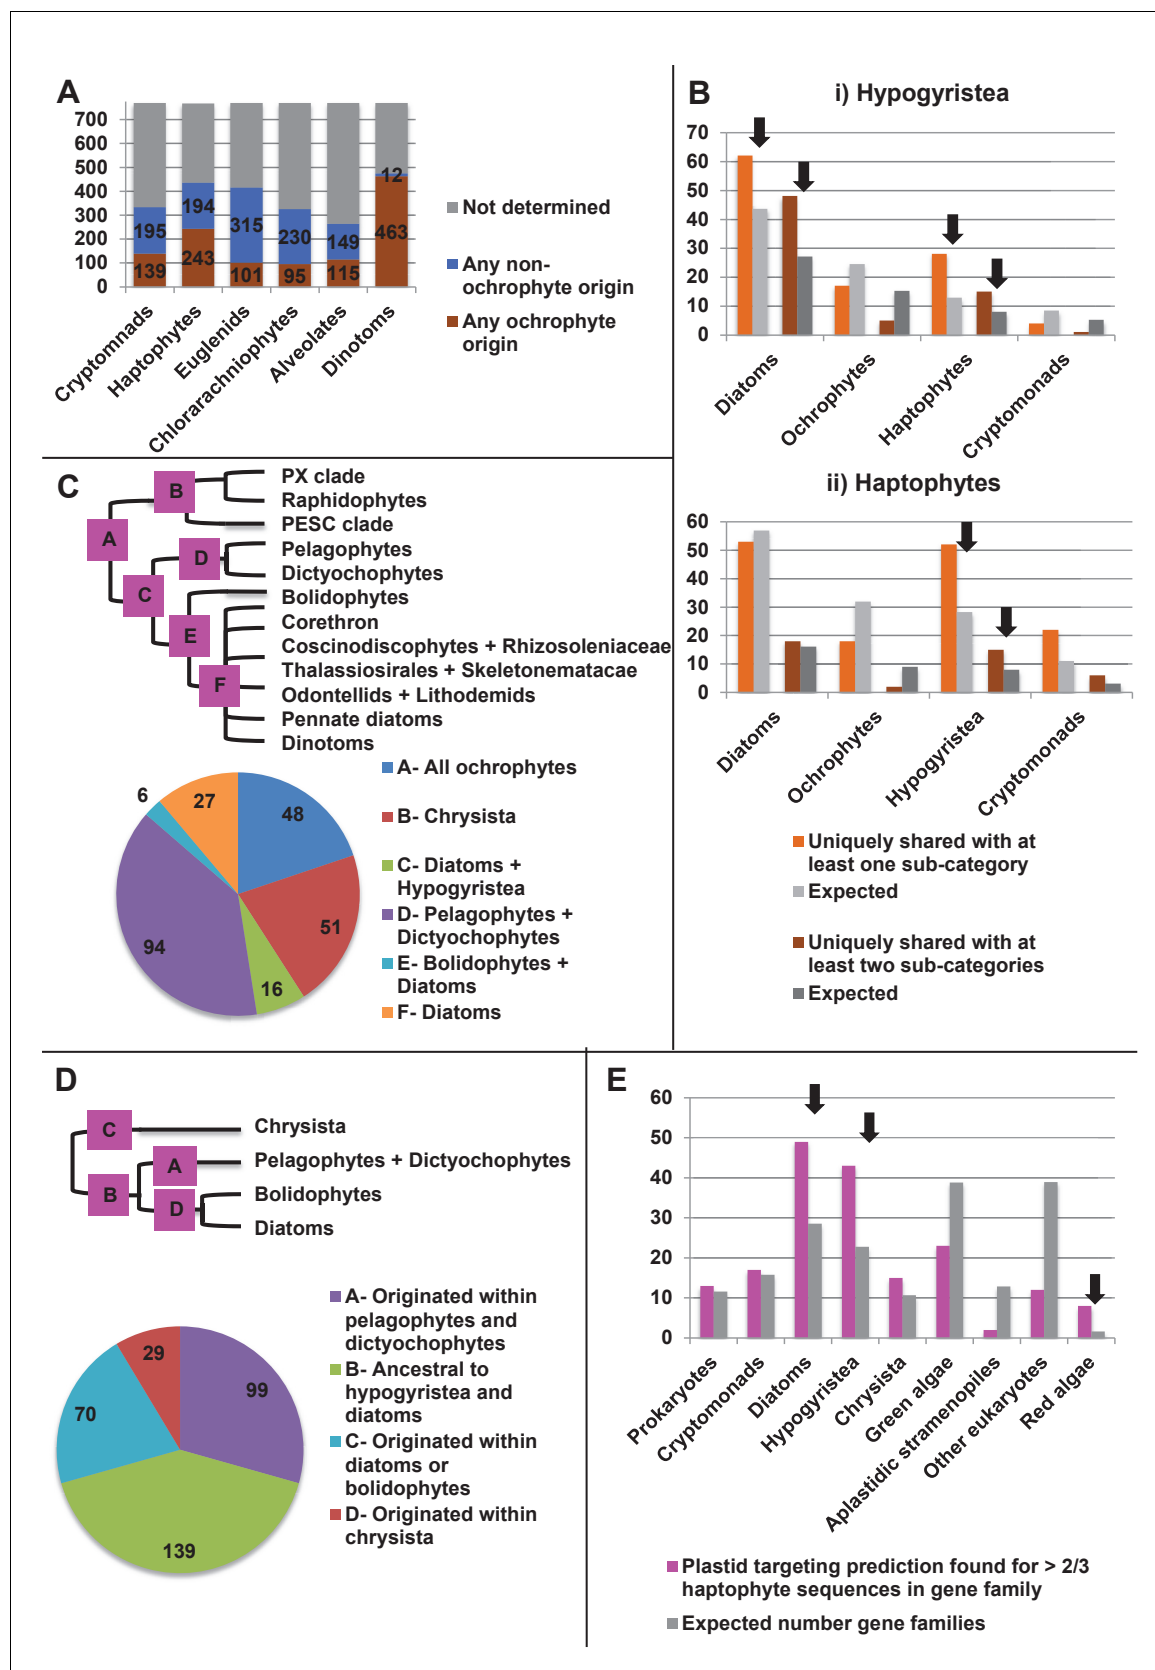 A
700
600
500
400
300
200
100
0
195
139
194
243
315
101
230
95
149
115
12
463
Cryptomnads
Haptophytes
Euglenids
Chlorarachniophytes
Alveolates
Dinotoms
Not determined
Any non-
ochrophyte origin
Any ochrophyte
origin
B
i) Hypogyristea
70
60
50
40
30
20
10
0
Diatoms
Ochrophytes
Haptophytes
Cryptomonads
ii) Haptophytes
60
50
40
30
20
10
0
Diatoms
Ochrophytes
Hypogyristea
Cryptomonads
Uniquely shared with at
least one sub-category
Expected
Uniquely shared with at
least two sub-categories
Expected
C
A
B
C
D
E
F
PX clade
Raphidophytes
PESC clade
Pelagophytes
Dictyochophytes
Bolidophytes
Corethron
Coscinodiscophytes + Rhizosoleniaceae
Thalassiosirales + Skeletonematacae
Odontellids + Lithodemids
Pennate diatoms
Dinotoms
6
27
48
51
16
94
A- All ochrophytes
B- Chrysista
C- Diatoms +
Hypogyristea
D- Pelagophytes +
Dictyochophytes
E- Bolidophytes +
Diatoms
F- Diatoms
D
C
A
B
D
Chrysista
Pelagophytes + Dictyochophytes
Bolidophytes
Diatoms
29
99
70
139
A- Originated within
pelagophytes and
dictyochophytes
B- Ancestral to
hypogyristea and
diatoms
C- Originated within
diatoms or
bolidophytes
D- Originated within
chrysista
E
60
50
40
30
20
10
0
Prokaryotes
Cryptomonads
Diatoms
Hypogyristea
Chrysista
Green algae
Aplastidic stramenopiles
Other eukaryotes
Red algae
Plastid targeting prediction found for > 2/3
haptophyte sequences in gene family
Expected number gene families